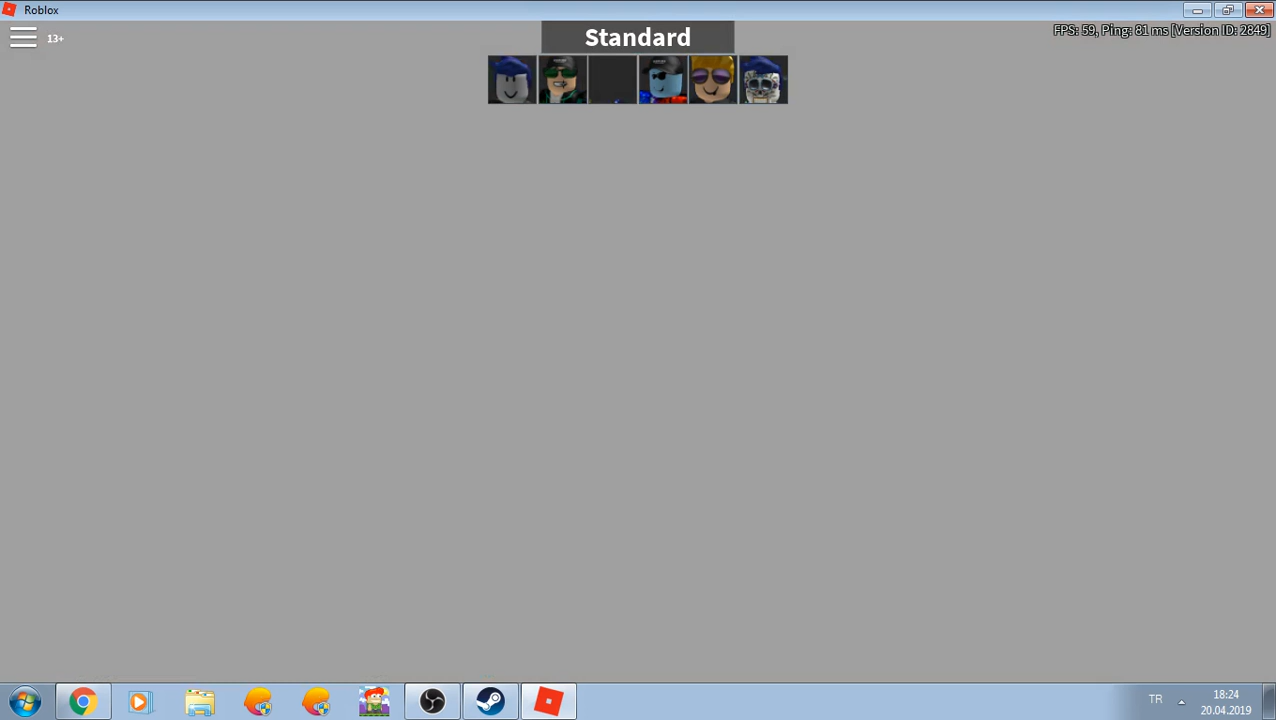 Roblox
13+
Standard
FPS: 59, Ping: 81 ms [Version ID: 2849]
TR
18:24
20.04.2019